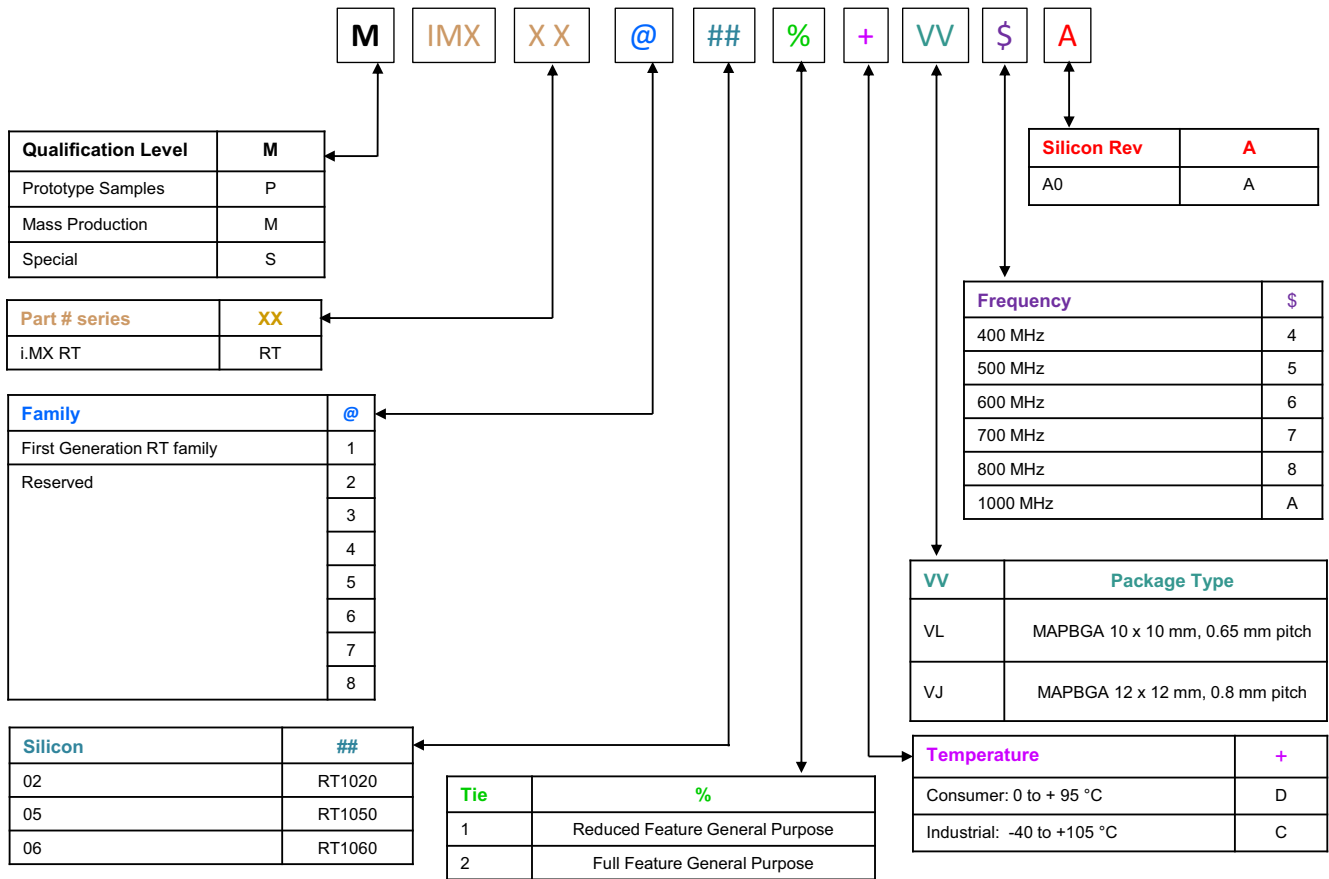 M IMX X X @ ## % + VV $ A
Qualification Level M
Prototype Samples P
Mass Production M
Special S
Silicon Rev A
A0 A
Part # series XX
i.MX RT RT
Frequency $
400 MHz 4
500 MHz 5
600 MHz 6
700 MHz 7
800 MHz 8
1000 MHz A
Family @
First Generation RT family 1
Reserved 2
3
4
5
6
7
8
VV Package Type
VL MAPBGA 10 x 10 mm, 0.65 mm pitch
VJ MAPBGA 12 x 12 mm, 0.8 mm pitch
Silicon ##
02 RT1020
05 RT1050
06 RT1060
Tie %
1 Reduced Feature General Purpose
2 Full Feature General Purpose
Temperature +
Consumer: 0 to + 95 °C D
Industrial: -40 to +105 °C C